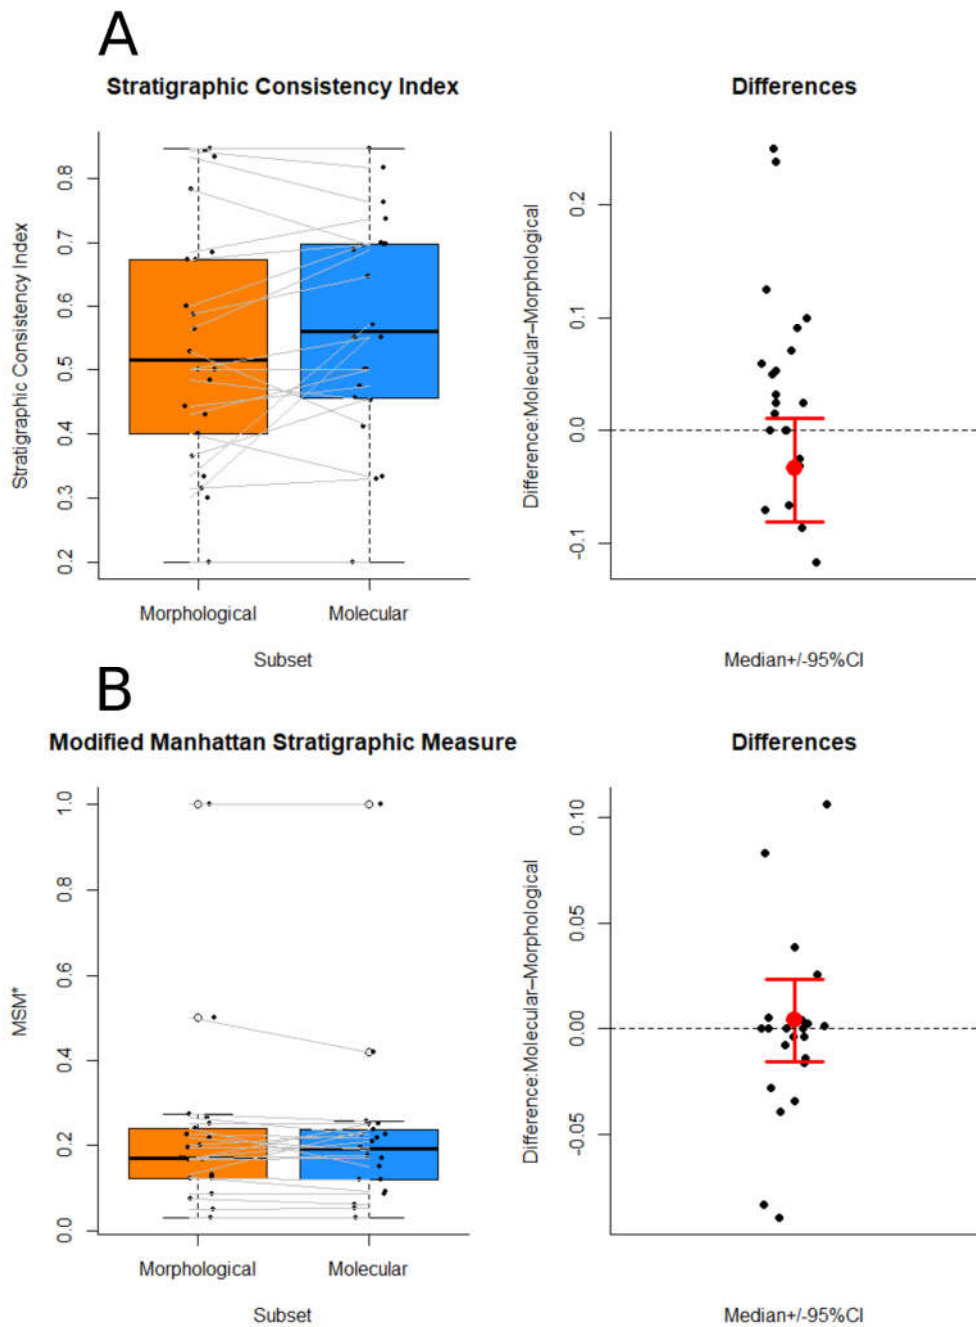 A
Stratigraphic Consistency Index
Differences
Stratigraphic Consistency Index
0.2 0.3 0.4 0.5 0.6 0.7 0.8
Morphological Molecular
Subset
Difference:Molecular–Morphological
-0.1 0.0 0.1 0.2
Median+/-95%CI
B
Modified Manhattan Stratigraphic Measure
Differences
MSM*
0.0 0.2 0.4 0.6 0.8 1.0
Morphological Molecular
Subset
Difference:Molecular–Morphological
-0.05 0.00 0.05 0.10
Median+/-95%CI